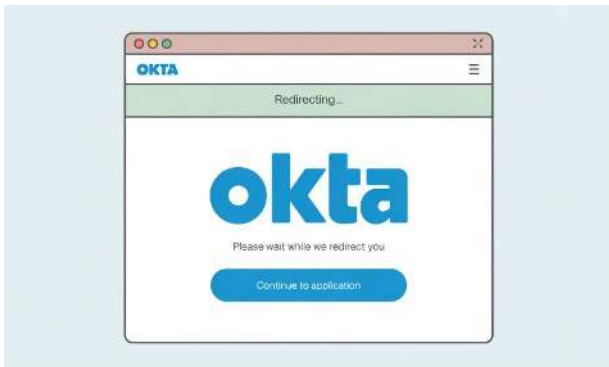 OKTA
Redirecting...
okta
Please wait while we redirect you
Continue to application